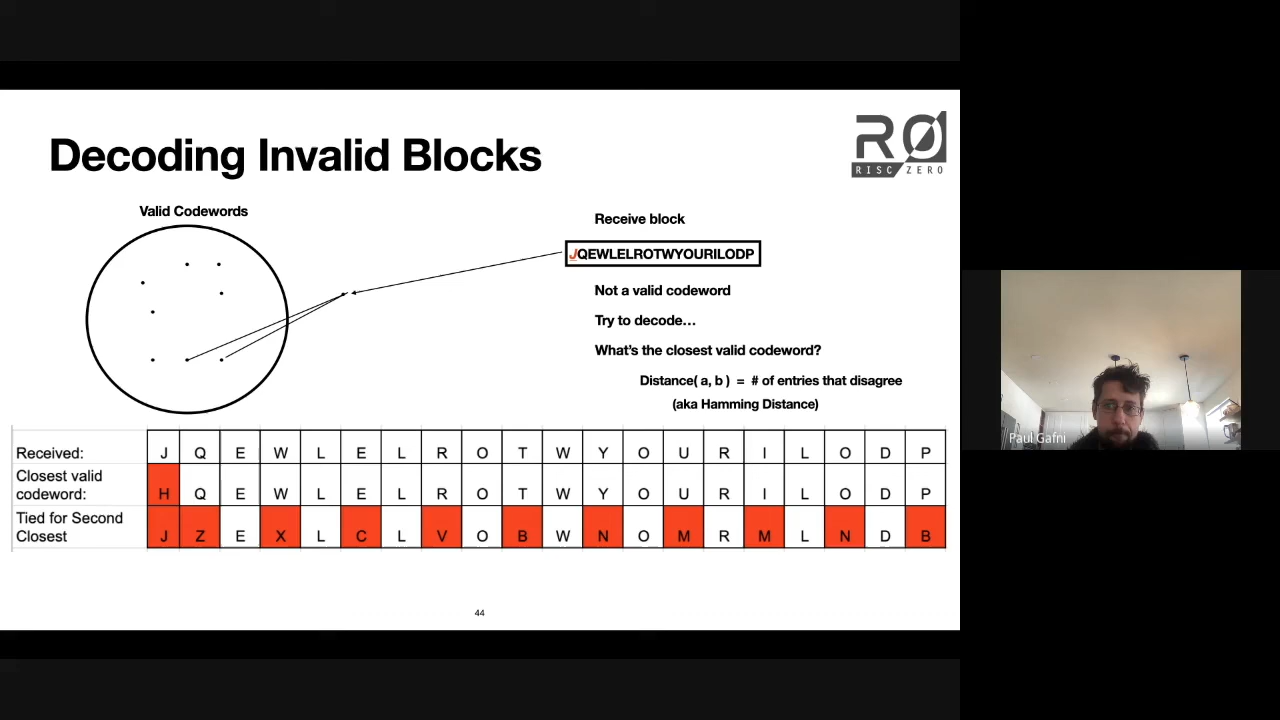 Decoding Invalid Blocks
RØ
RISC ZERO
Valid Codewords
Receive block
JQEWLELROTWYOURILODP
Not a valid codeword
Try to decode…
What's the closest valid codeword?
Distance( a, b ) = # of entries that disagree
(aka Hamming Distance)
Received: J Q E W L E L R O T W Y O U R I L O D P
Closest valid
codeword: H Q E W L E L R O T W Y O U R I L O D P
Tied for Second
Closest J Z E X L C L V O B W N O M R M L N D B
44
Paul Gafni